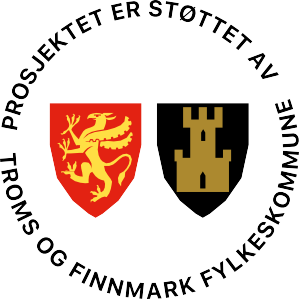 PROSJEKTET ER STØTTET AV
TROMS OG FINNMARK FYLKESKOMMUNE